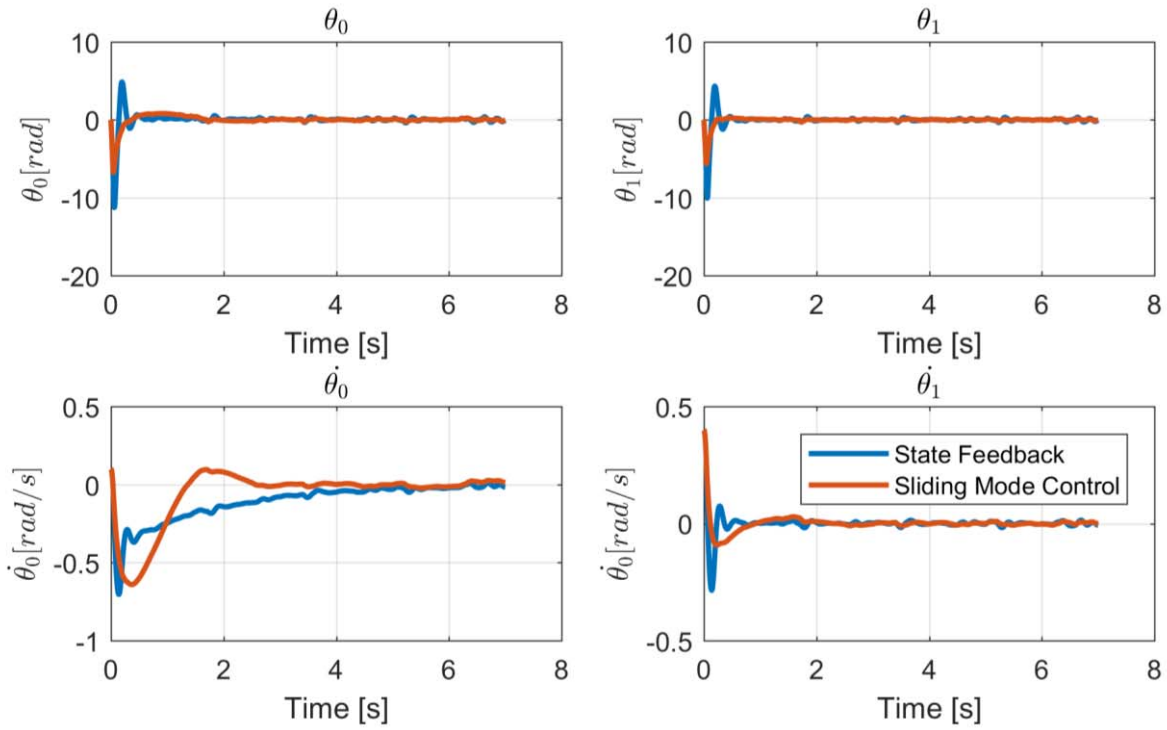 θ₀
10
0
-10
-20
θ₀[rad]
0 2 4 6 8
Time [s]
θ₁
10
0
-10
-20
θ₁[rad]
0 2 4 6 8
Time [s]
θ̇₀
0.5
0
-0.5
-1
θ̇₀[rad/s]
0 2 4 6 8
Time [s]
θ̇₁
0.5
0
-0.5
θ̇₀[rad/s]
State Feedback
Sliding Mode Control
0 2 4 6 8
Time [s]